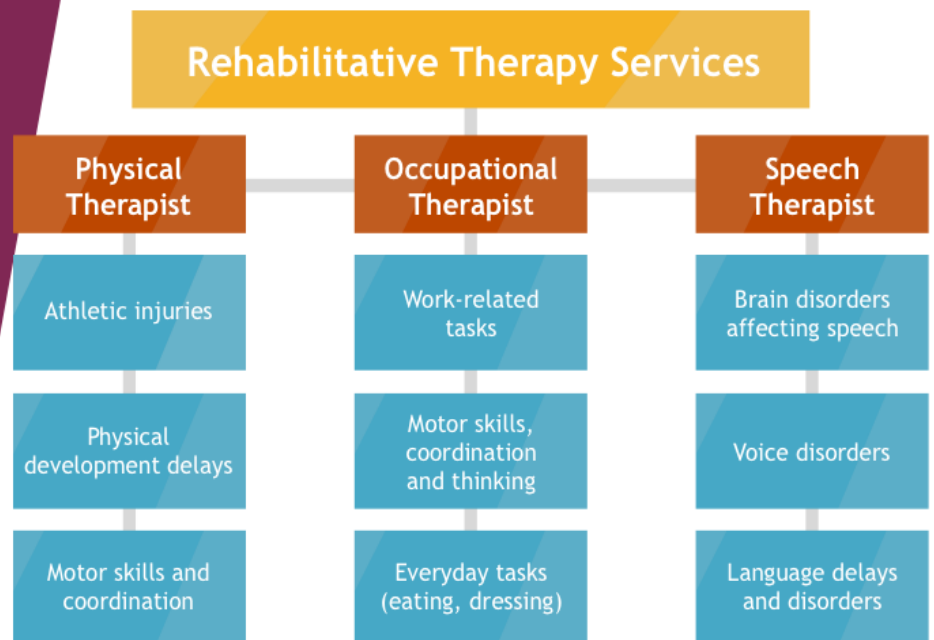 Rehabilitative Therapy Services
Physical
Therapist
Athletic injuries
Physical
development delays
Motor skills and
coordination
Occupational
Therapist
Work-related
tasks
Motor skills,
coordination
and thinking
Everyday tasks
(eating, dressing)
Speech
Therapist
Brain disorders
affecting speech
Voice disorders
Language delays
and disorders